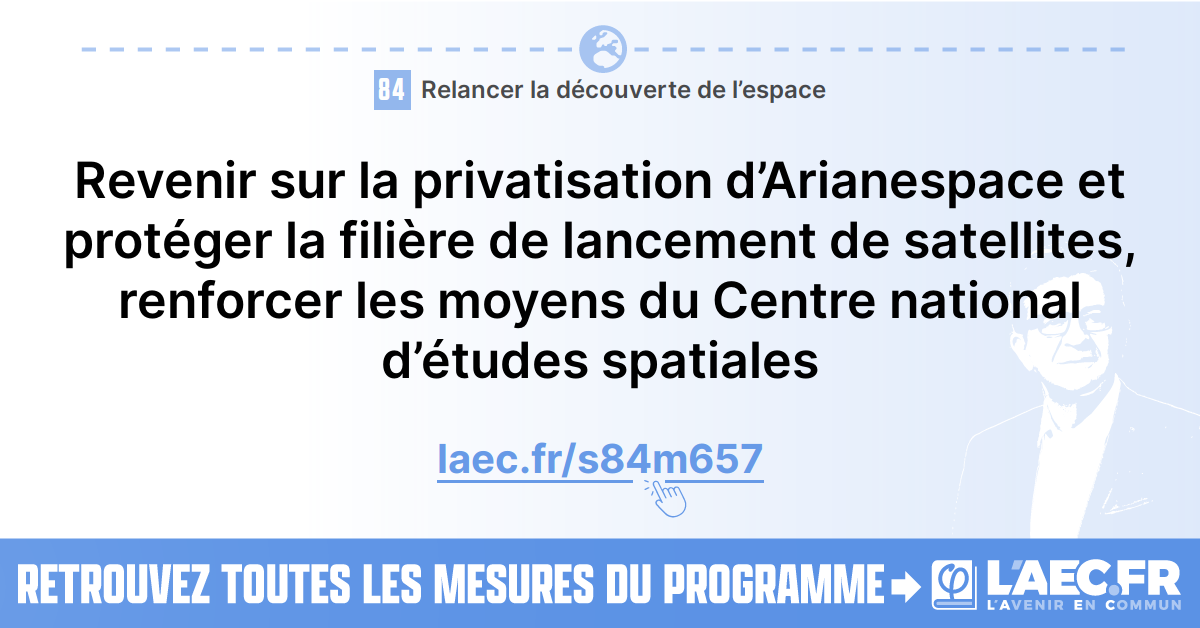 84 Relancer la découverte de l’espace
Revenir sur la privatisation d’Arianespace et
protéger la filière de lancement de satellites,
renforcer les moyens du Centre national
d’études spatiales
laec.fr/s84m657
RETROUVEZ TOUTES LES MESURES DU PROGRAMME
L'AEC.FR
L'AVENIR EN COMMUN